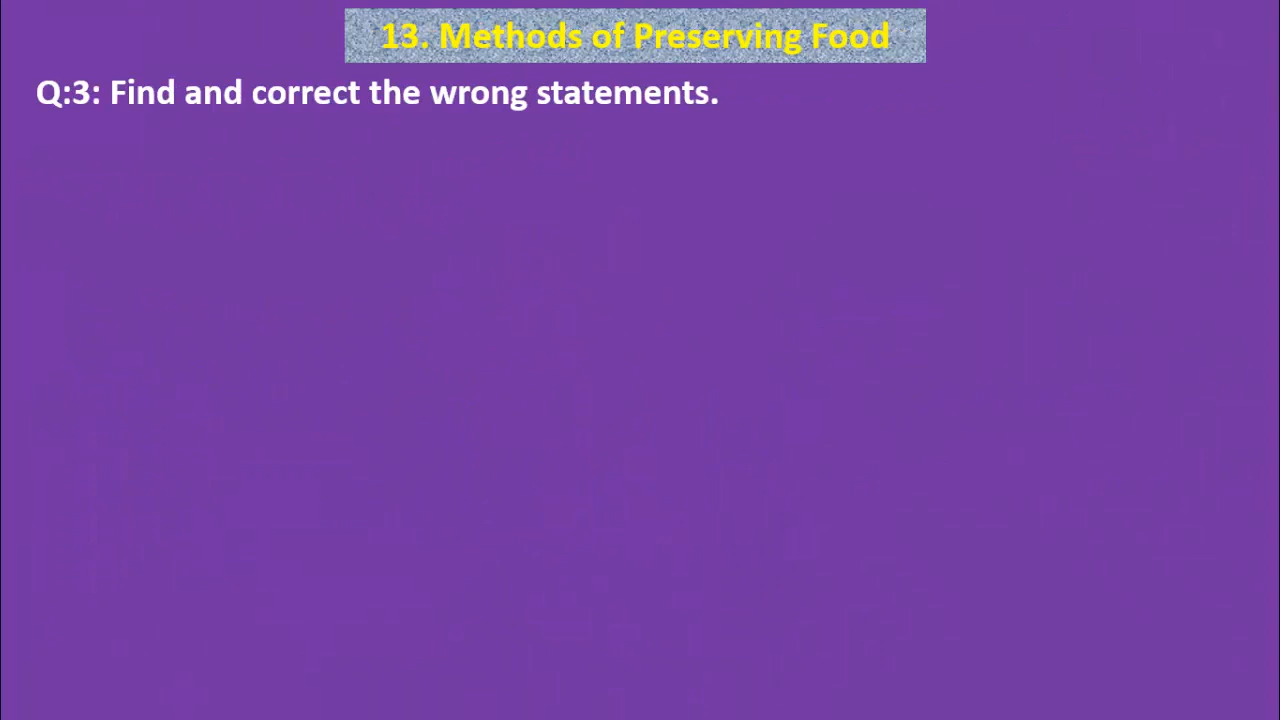 13. Methods of Preserving Food
Q:3: Find and correct the wrong statements.